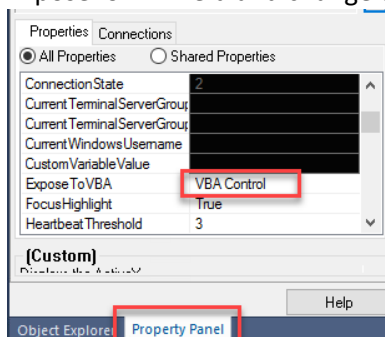 Properties Connections
All Properties Shared Properties
ConnectionState 2
CurrentTerminalServerGroup
CurrentTerminalServerGroup
CurrentWindowsUsername
CustomVariableValue
ExposeToVBA VBA Control
FocusHighlight True
HeartbeatThreshold 3
(Custom)
Help
Object Explorer Property Panel